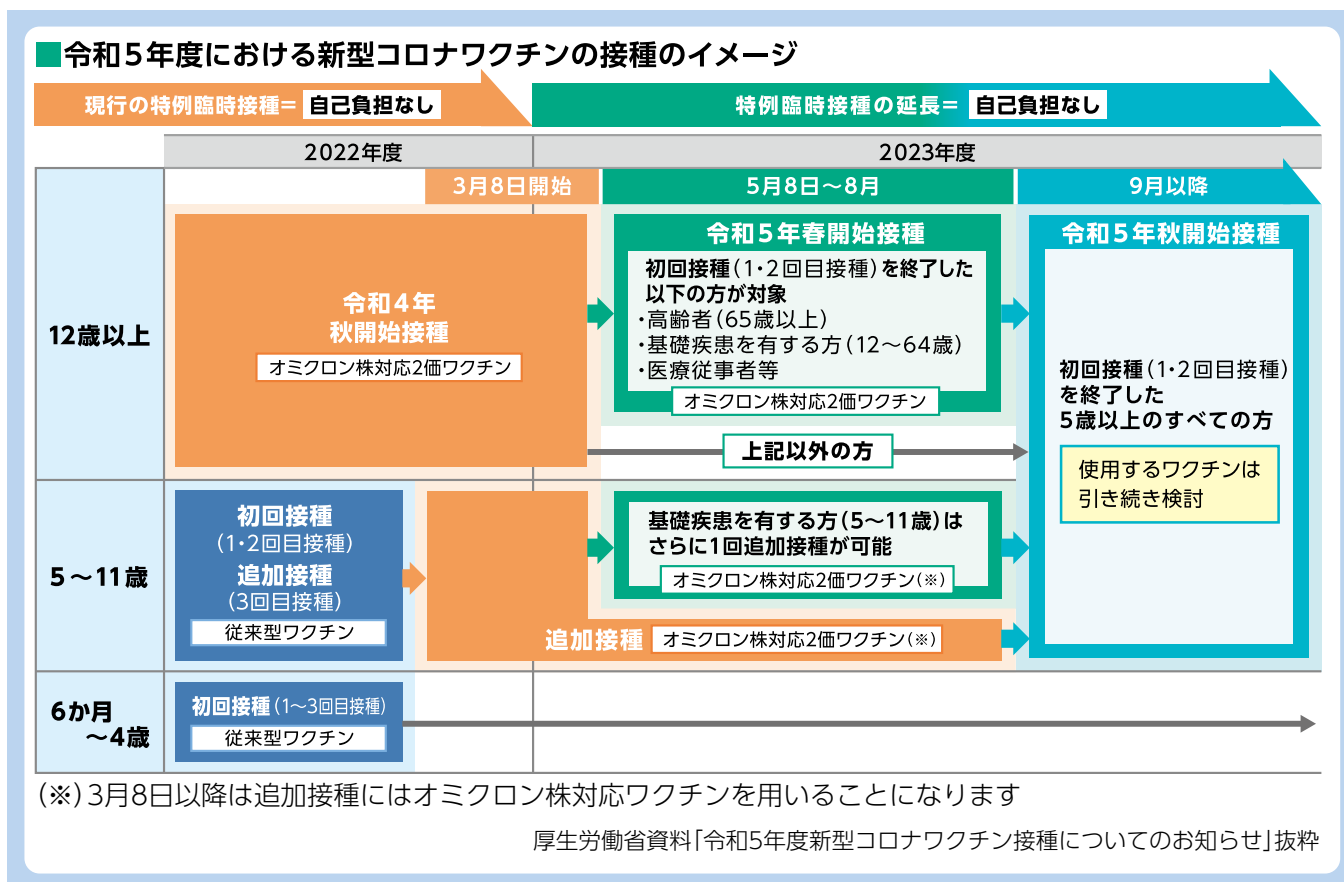 ■令和5年度における新型コロナワクチンの接種のイメージ
現行の特例臨時接種= 自己負担なし
特例臨時接種の延長= 自己負担なし
2022年度
2023年度
3月8日開始
5月8日～8月
9月以降
12歳以上
令和4年
秋開始接種
オミクロン株対応2価ワクチン
令和5年春開始接種
初回接種(1・2回目接種)を終了した
以下の方が対象
・高齢者(65歳以上)
・基礎疾患を有する方(12～64歳)
・医療従事者等
オミクロン株対応2価ワクチン
上記以外の方
令和5年秋開始接種
初回接種(1・2回目接種)
を終了した
5歳以上のすべての方
使用するワクチンは
引き続き検討
5～11歳
初回接種
(1・2回目接種)
追加接種
(3回目接種)
従来型ワクチン
基礎疾患を有する方(5～11歳)は
さらに1回追加接種が可能
オミクロン株対応2価ワクチン(※)
追加接種 オミクロン株対応2価ワクチン(※)
6か月
～4歳
初回接種(1～3回目接種)
従来型ワクチン
(※)3月8日以降は追加接種にはオミクロン株対応ワクチンを用いることになります
厚生労働省資料「令和5年度新型コロナワクチン接種についてのお知らせ」抜粋